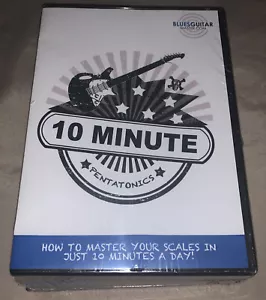 BLUESGUITAR
10 MINUTE
PENTATONICS
HOW TO MASTER YOUR SCALES IN
JUST 10 MINUTES A DAY!